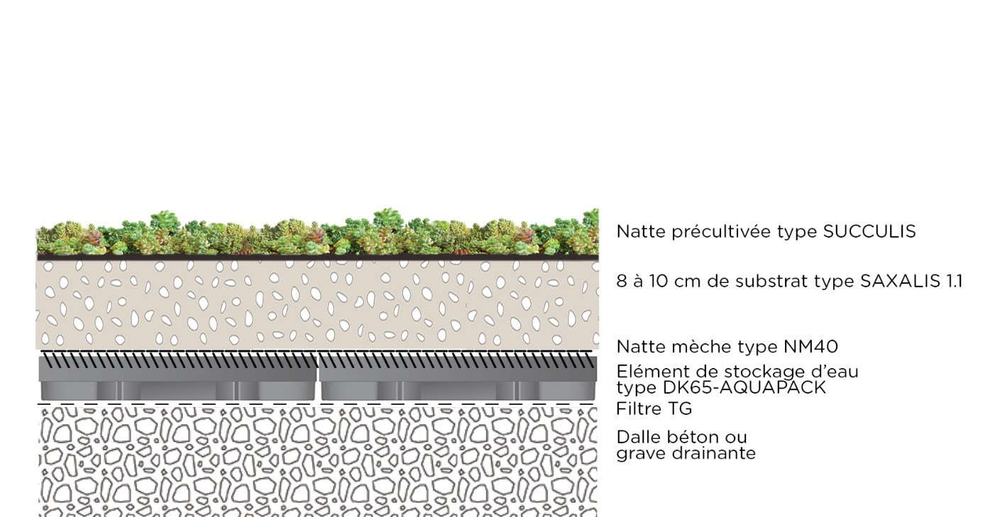 Natte précultivée type SUCCULIS
8 à 10 cm de substrat type SAXALIS 1.1
Natte mèche type NM40
Elément de stockage d'eau
type DK65-AQUAPACK
Filtre TG
Dalle béton ou
grave drainante